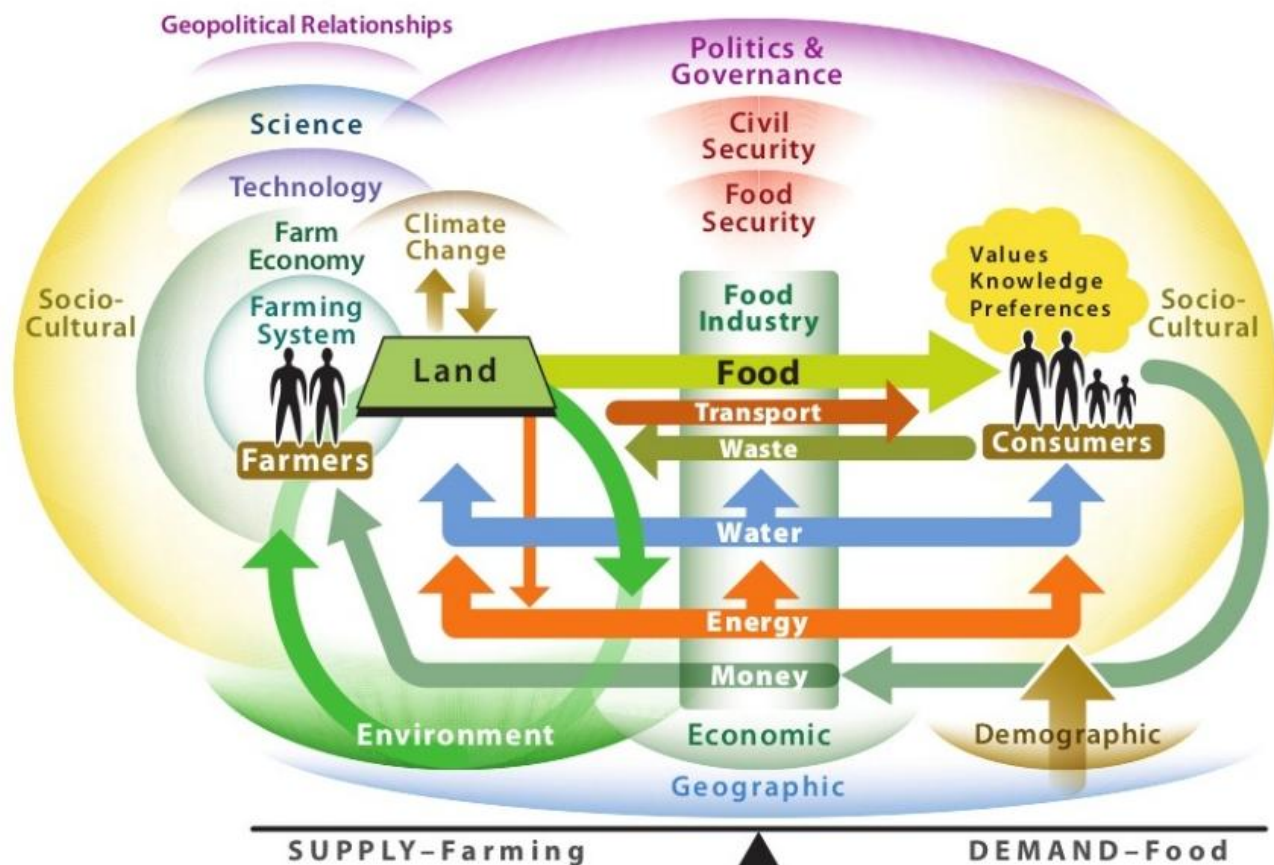 Geopolitical Relationships
Politics &
Governance
Science
Civil
Security
Technology
Food
Security
Climate
Change
Farm
Economy
Values
Knowledge
Preferences
Socio-
Cultural
Farming
System
Food
Industry
Socio-
Cultural
Land
Food
Transport
Farmers
Waste
Consumers
Water
Energy
Money
Environment
Economic
Demographic
Geographic
SUPPLY–Farming
DEMAND–Food